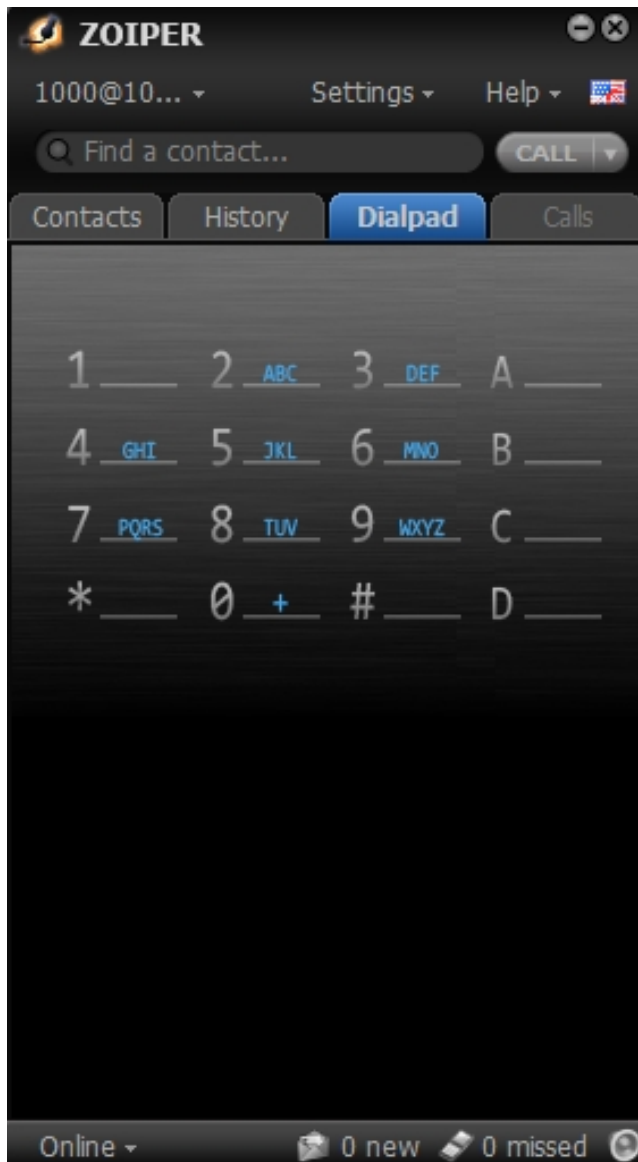 ZOIPER
1000@10... Settings Help
Find a contact... CALL
Contacts History Dialpad Calls
1 2 ABC 3 DEF A
4 GHI 5 JKL 6 MNO B
7 PQRS 8 TUV 9 WXYZ C
* 0 + # D
Online 0 new 0 missed